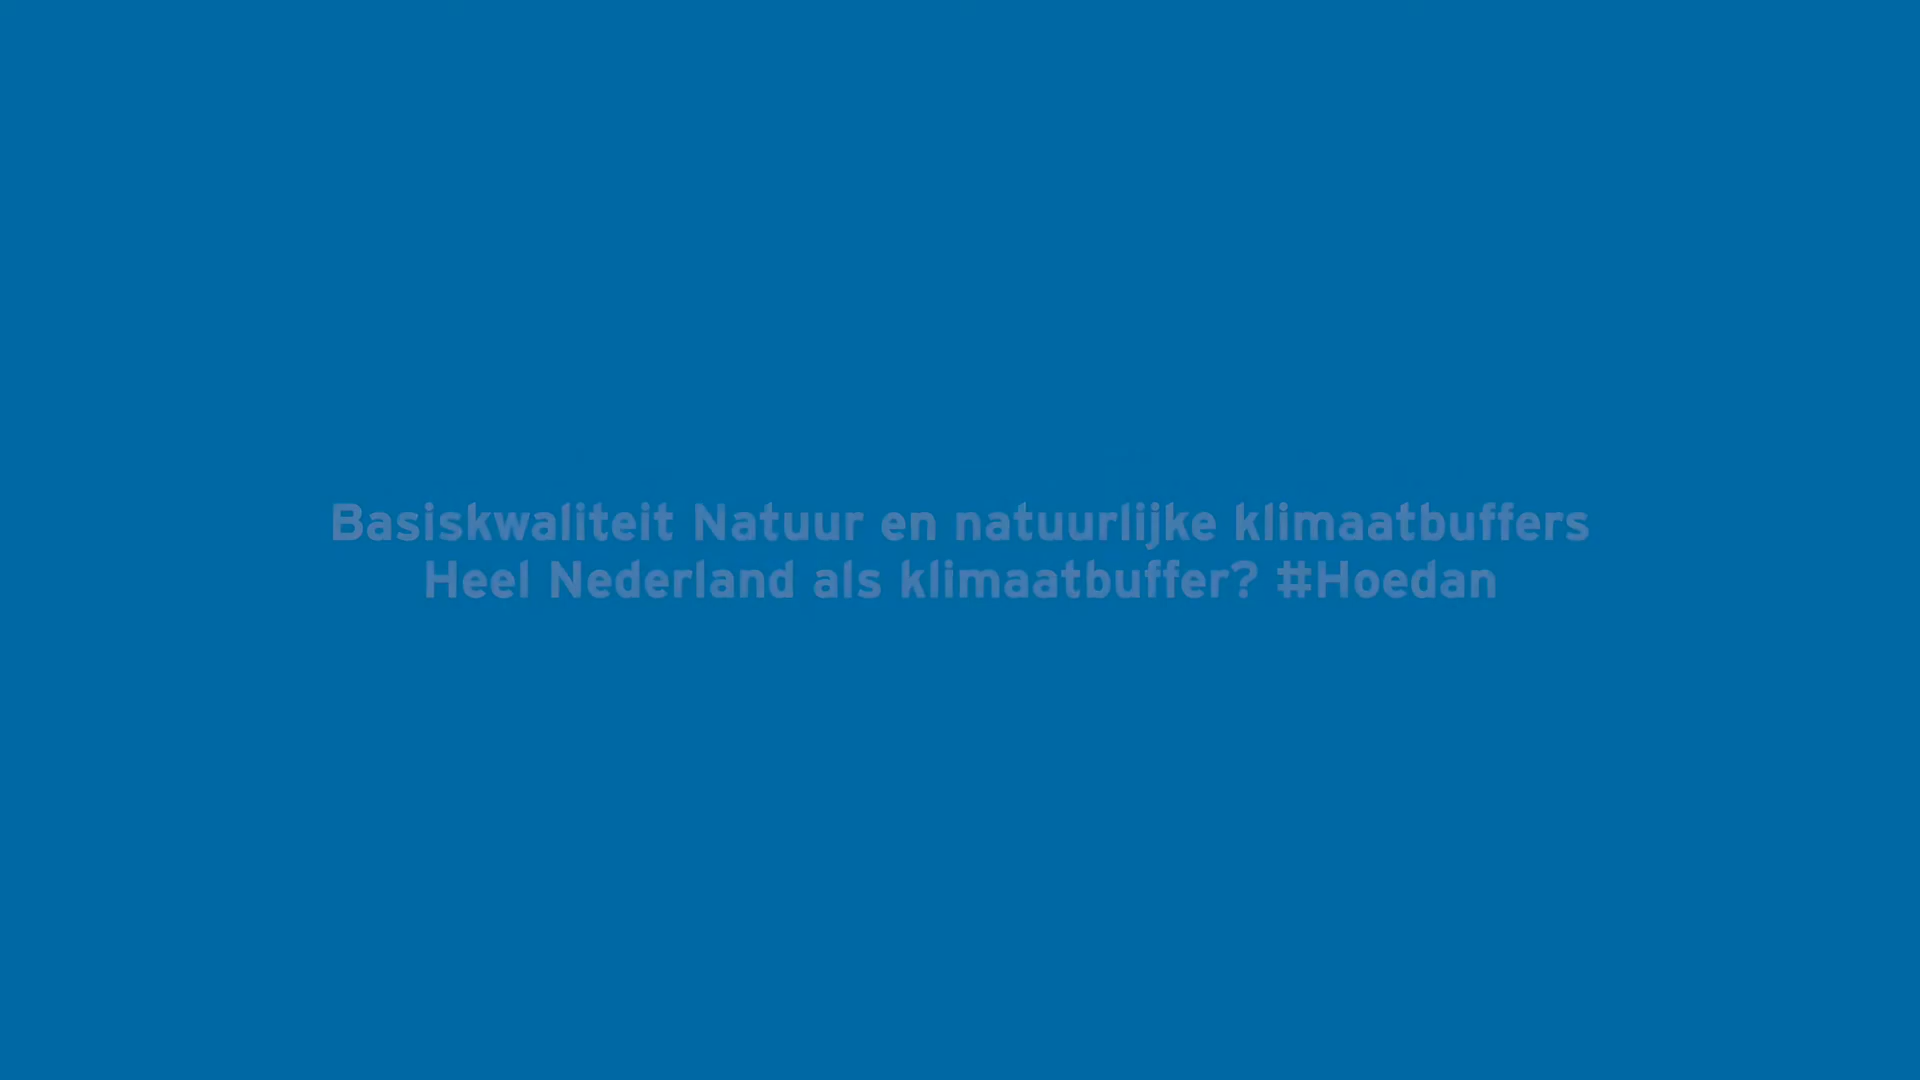 Basiskwaliteit Natuur en natuurlijke klimaatbuffers
Heel Nederland als klimaatbuffer? #Hoedan